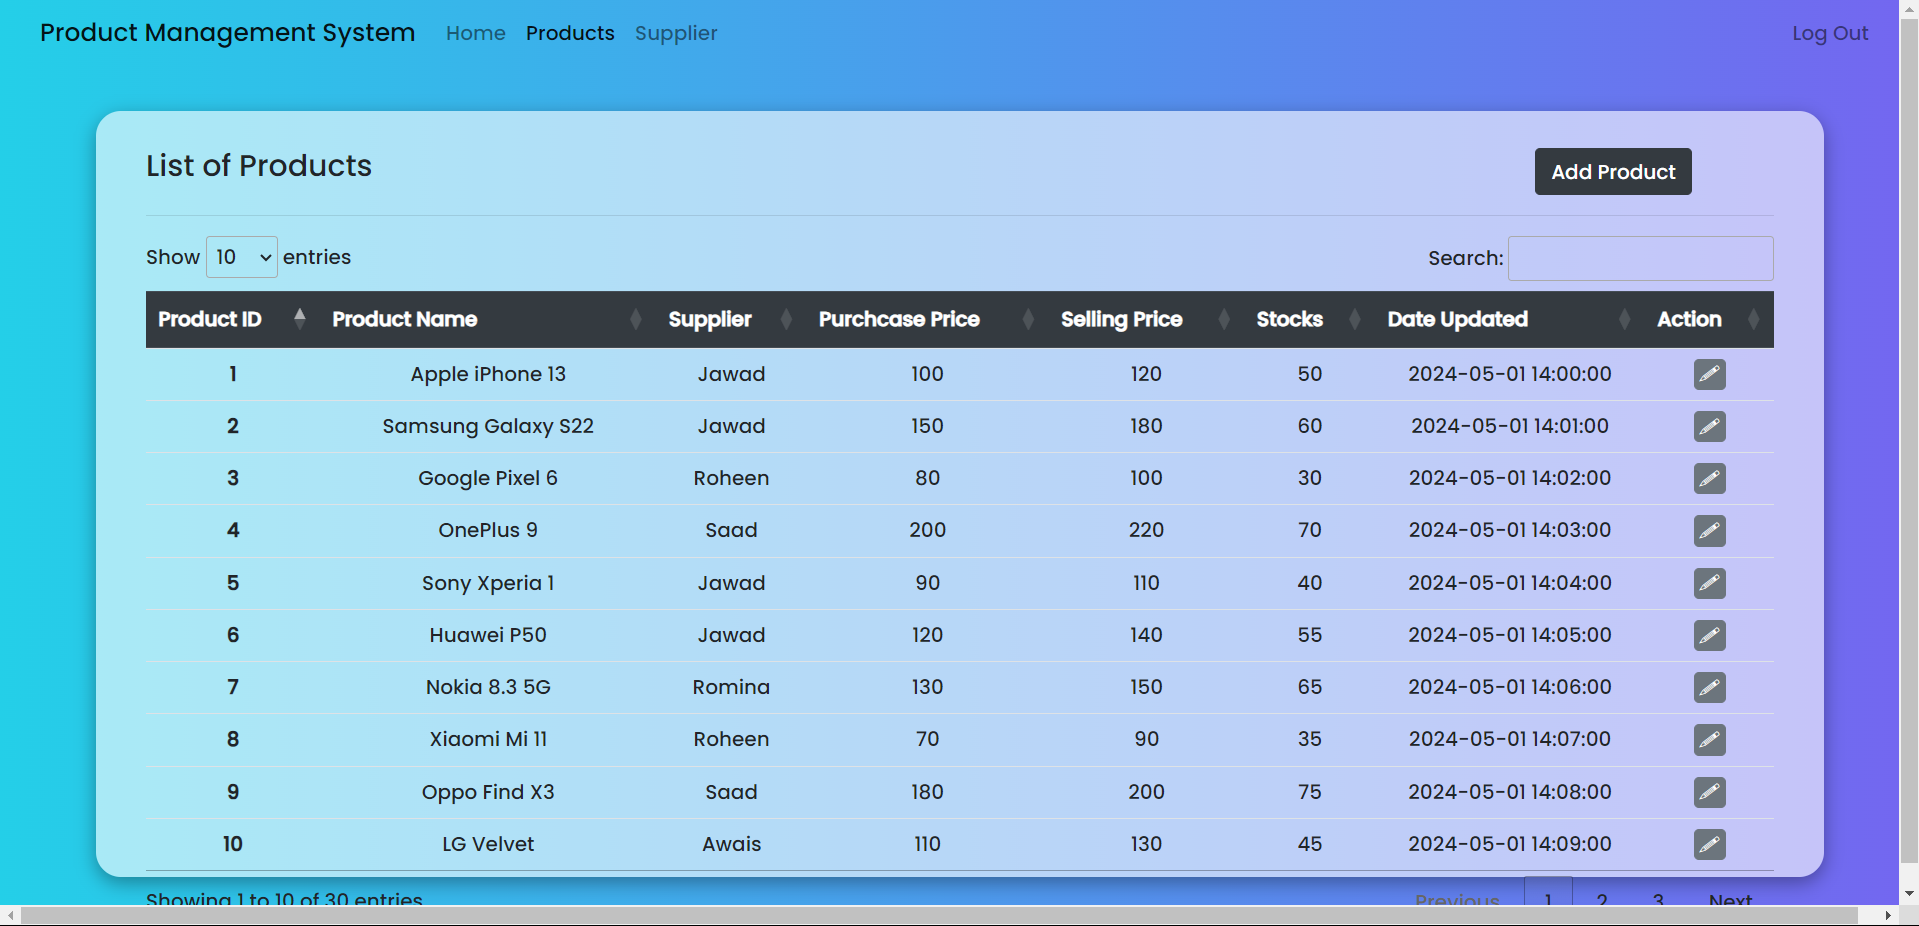 Product Management System Home Products Supplier Log Out
List of Products Add Product
Show 10 entries Search:
Product ID Product Name Supplier Purchcase Price Selling Price Stocks Date Updated Action
1 Apple iPhone 13 Jawad 100 120 50 2024-05-01 14:00:00
2 Samsung Galaxy S22 Jawad 150 180 60 2024-05-01 14:01:00
3 Google Pixel 6 Roheen 80 100 30 2024-05-01 14:02:00
4 OnePlus 9 Saad 200 220 70 2024-05-01 14:03:00
5 Sony Xperia 1 Jawad 90 110 40 2024-05-01 14:04:00
6 Huawei P50 Jawad 120 140 55 2024-05-01 14:05:00
7 Nokia 8.3 5G Romina 130 150 65 2024-05-01 14:06:00
8 Xiaomi Mi 11 Roheen 70 90 35 2024-05-01 14:07:00
9 Oppo Find X3 Saad 180 200 75 2024-05-01 14:08:00
10 LG Velvet Awais 110 130 45 2024-05-01 14:09:00
Showing 1 to 10 of 30 entries Previous 1 2 3 Next